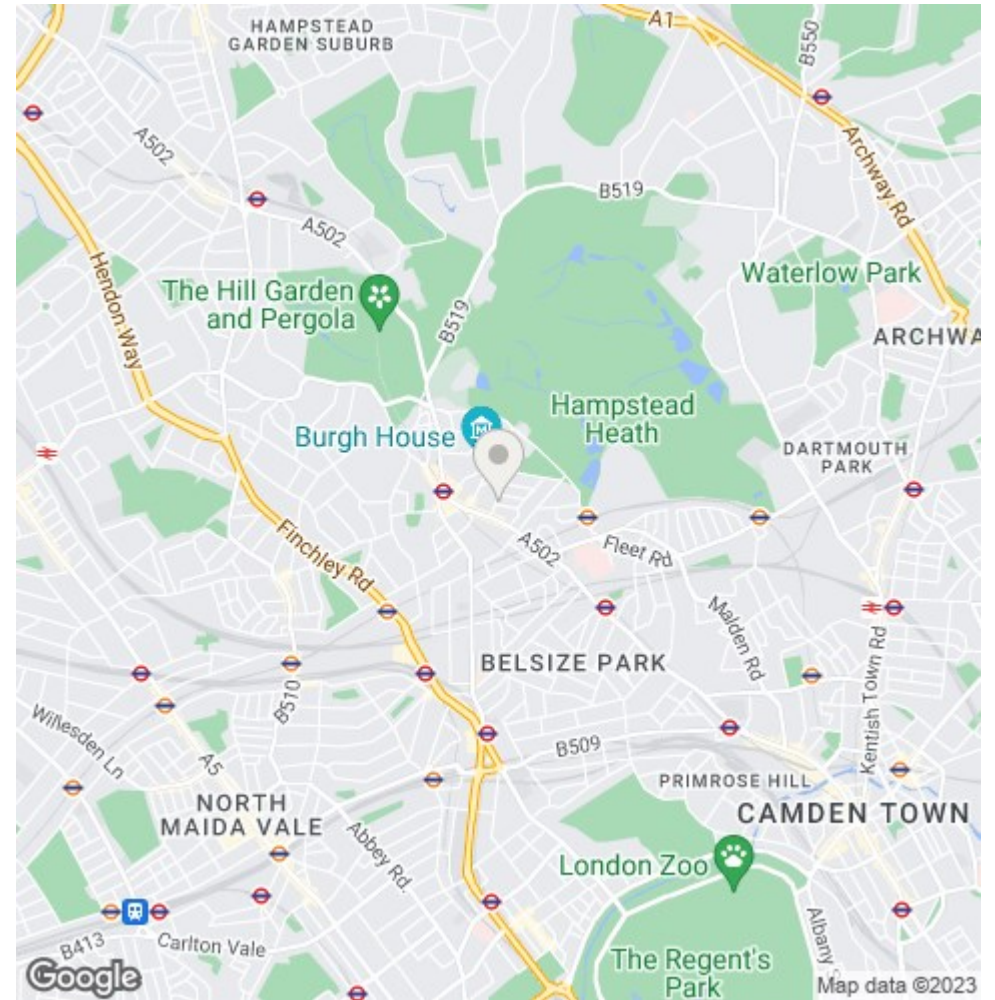 HAMPSTEAD
GARDEN SUBURB
A1
B550
A502
Archway Rd
B519
A502
Hendon Way
The Hill Garden
and Pergola
B519
Waterlow Park
ARCHWA
Burgh House
Hampstead
Heath
DARTMOUTH
PARK
Finchley Rd
A502
Fleet Rd
Malden Rd
BELSIZE PARK
Kentish Town Rd
B510
Willesden Ln
A5
B509
PRIMROSE HILL
NORTH
MAIDA VALE
CAMDEN TOWN
Abbey Rd.
London Zoo
Albany
B413
Carlton Vale
The Regent's
Park
Google
Map data ©2023